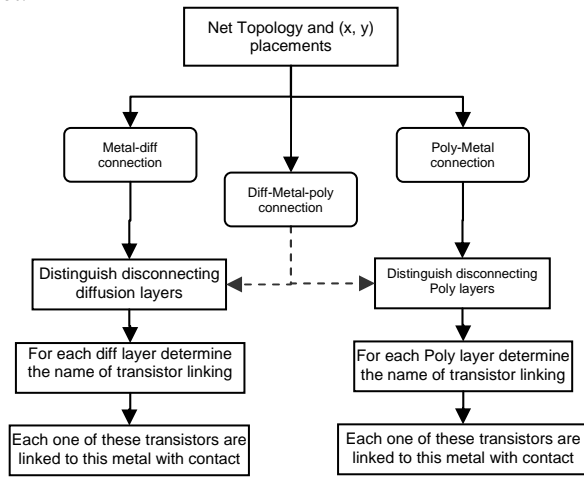 Net Topology and (x, y)
placements
Metal-diff
connection
Diff-Metal-poly
connection
Poly-Metal
connection
Distinguish disconnecting
diffusion layers
Distinguish disconnecting
Poly layers
For each diff layer determine
the name of transistor linking
For each Poly layer determine
the name of transistor linking
Each one of these transistors are
linked to this metal with contact
Each one of these transistors are
linked to this metal with contact